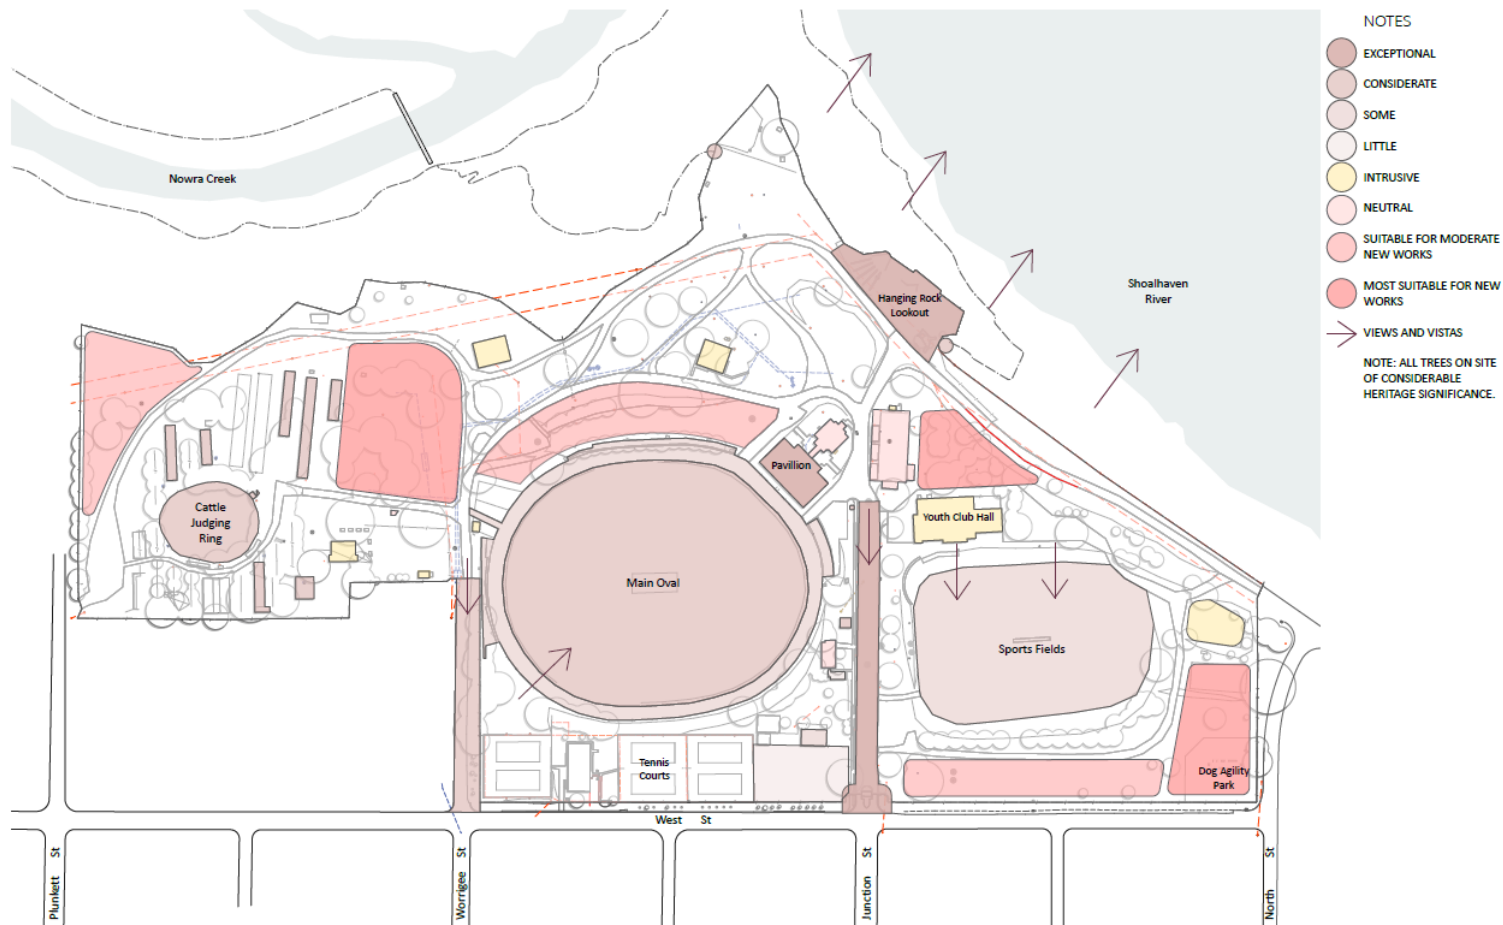 NOTES
EXCEPTIONAL
CONSIDERATE
SOME
LITTLE
INTRUSIVE
NEUTRAL
SUITABLE FOR MODERATE
NEW WORKS
MOST SUITABLE FOR NEW
WORKS
VIEWS AND VISTAS
NOTE: ALL TREES ON SITE
OF CONSIDERABLE
HERITAGE SIGNIFICANCE.
Nowra Creek
Shoalhaven
River
Hanging Rock
Lookout
Pavillion
Cattle
Judging
Ring
Youth Club Hall
Main Oval
Sports Fields
Tennis
Courts
Dog Agility
Park
West St
Plunkett St
Worrigee St
Junction St
North St